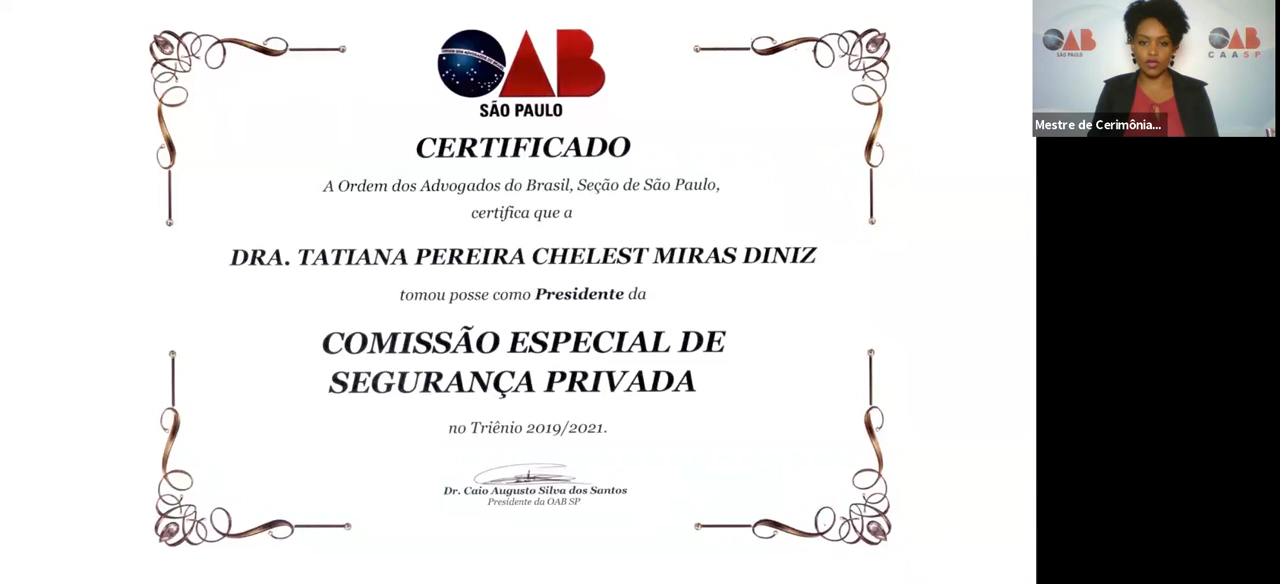 OAB
SÃO PAULO
CERTIFICADO
A Ordem dos Advogados do Brasil, Seção de São Paulo,
certifica que a
DRA. TATIANA PEREIRA CHELEST MIRAS DINIZ
tomou posse como Presidente da
COMISSÃO ESPECIAL DE
SEGURANÇA PRIVADA
no Triênio 2019/2021.
Dr. Caio Augusto Silva dos Santos
Presidente da OAB SP
OAB
SÃO PAULO
OAB
CAASP
Mestre de Cerimônia...